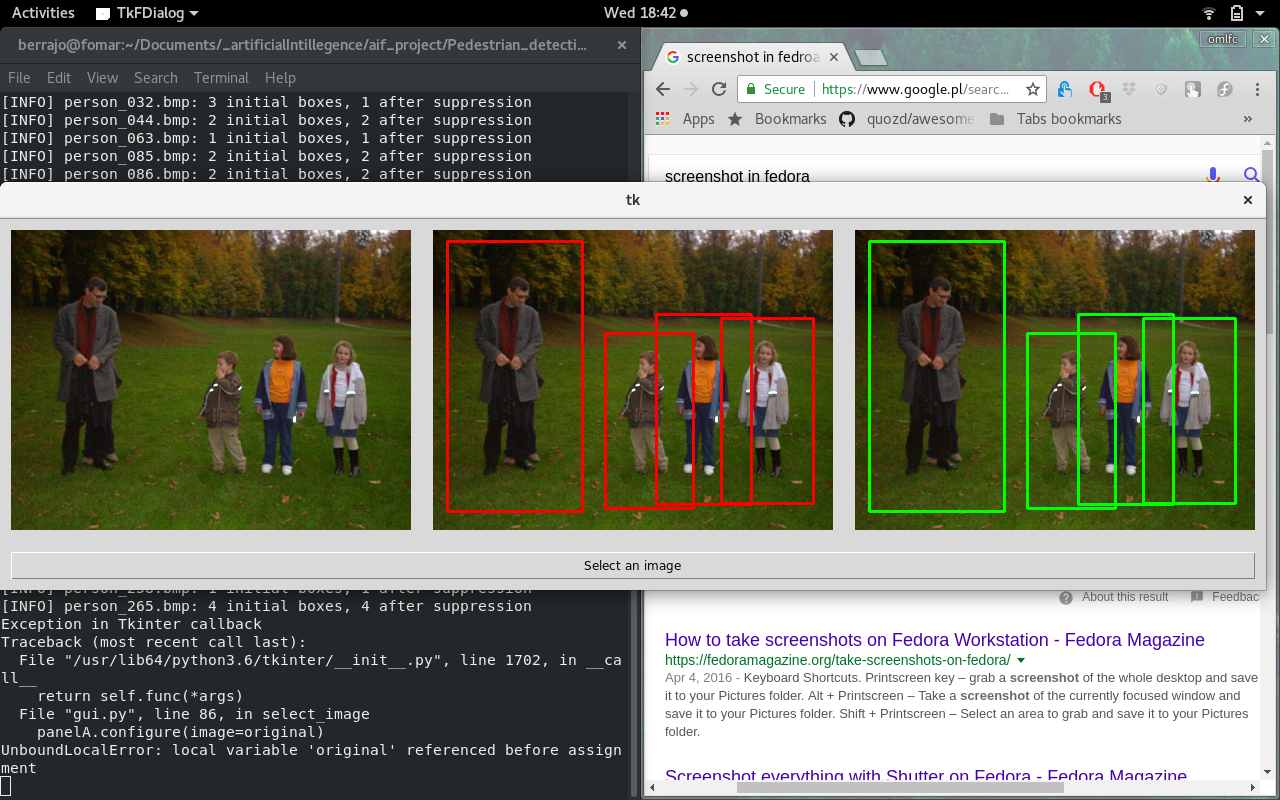 Activities TkFDialog Wed 18:42
berrajo@fomar:~/Documents/_artificialIntillegence/aif_project/Pedestrian_detecti...
File Edit View Search Terminal Help
[INFO] person_032.bmp: 3 initial boxes, 1 after suppression
[INFO] person_044.bmp: 2 initial boxes, 2 after suppression
[INFO] person_063.bmp: 1 initial boxes, 1 after suppression
[INFO] person_085.bmp: 2 initial boxes, 2 after suppression
[INFO] person_086.bmp: 2 initial boxes, 2 after suppression
screenshot in fedroa
omlfc
Secure https://www.google.pl/searc...
3
Apps Bookmarks quozd/awesome Tabs bookmarks »
screenshot in fedora
tk
Select an image
[INFO] person_265.bmp: 4 initial boxes, 4 after suppression
Exception in Tkinter callback
Traceback (most recent call last):
File "/usr/lib64/python3.6/tkinter/__init__.py", line 1702, in __ca
ll__
return self.func(*args)
File "gui.py", line 86, in select_image
panelA.configure(image=original)
UnboundLocalError: local variable 'original' referenced before assign
ment
About this result Feedbac
How to take screenshots on Fedora Workstation - Fedora Magazine
https://fedoramagazine.org/take-screenshots-on-fedora/
Apr 4, 2016 - Keyboard Shortcuts. Printscreen key – grab a screenshot of the whole desktop and save
it to your Pictures folder. Alt + Printscreen – Take a screenshot of the currently focused window and
save it to your Pictures folder. Shift + Printscreen – Select an area to grab and save it to your Pictures
folder.
Screenshot everything with Shutter on Fedora - Fedora Magazine